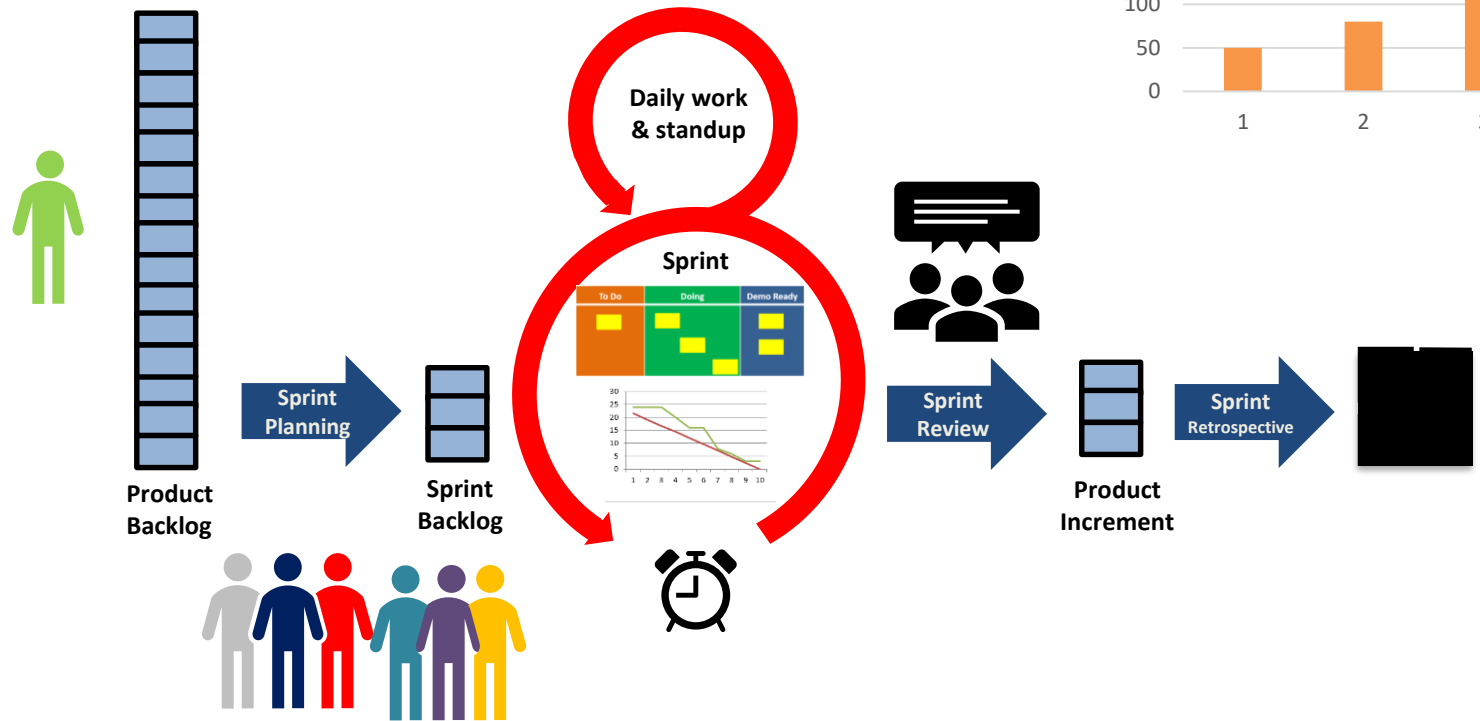 100
50
0
1 2
Daily work
& standup
Sprint
To Do Doing Demo Ready
30
25
20
15
10
5
0
1 2 3 4 5 6 7 8 9 10
Sprint
Planning
Sprint
Review
Sprint
Retrospective
Product
Backlog
Sprint
Backlog
Product
Increment